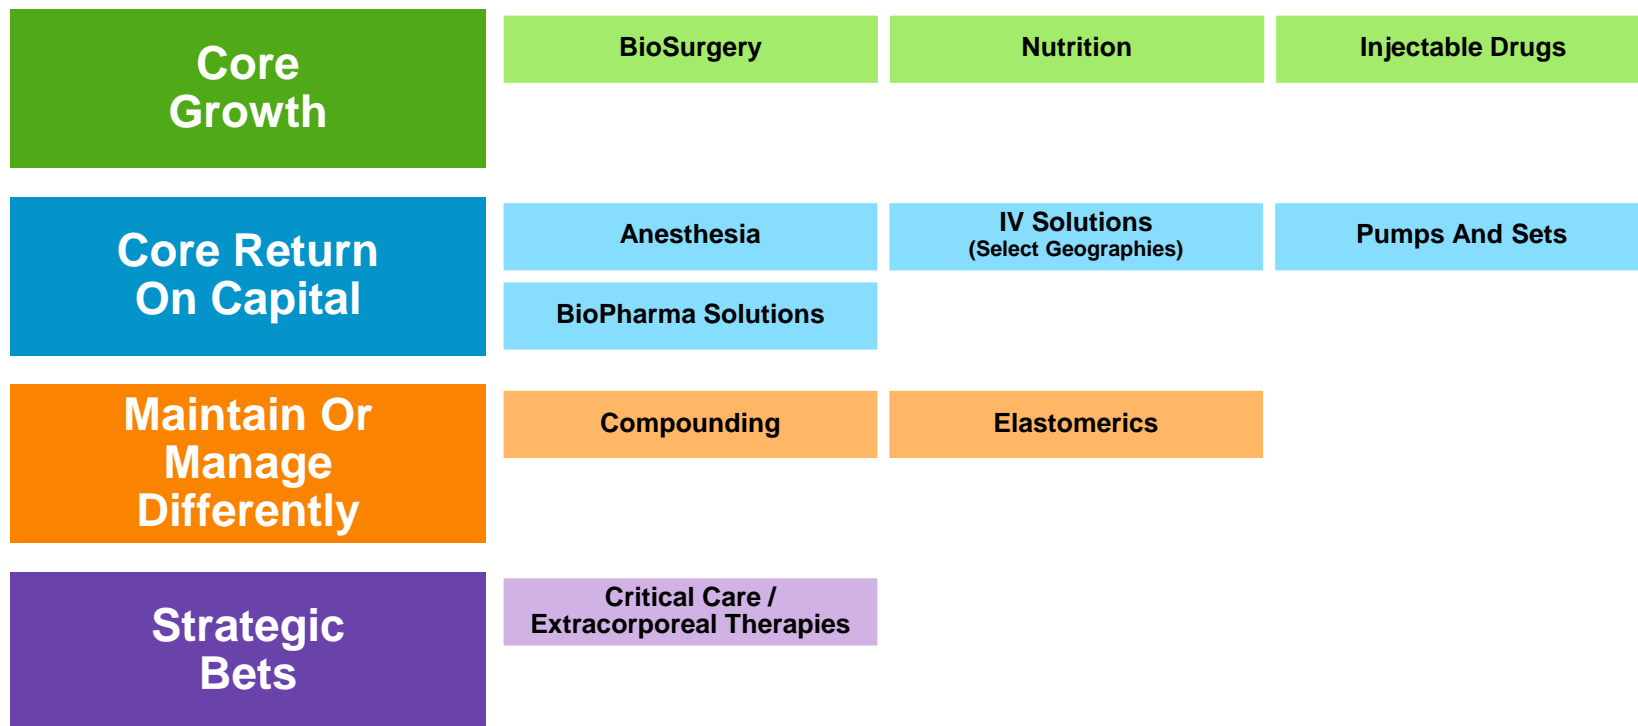 Core
Growth
BioSurgery
Nutrition
Injectable Drugs
Core Return
On Capital
Anesthesia
IV Solutions
(Select Geographies)
Pumps And Sets
BioPharma Solutions
Maintain Or
Manage
Differently
Compounding
Elastomerics
Strategic
Bets
Critical Care /
Extracorporeal Therapies